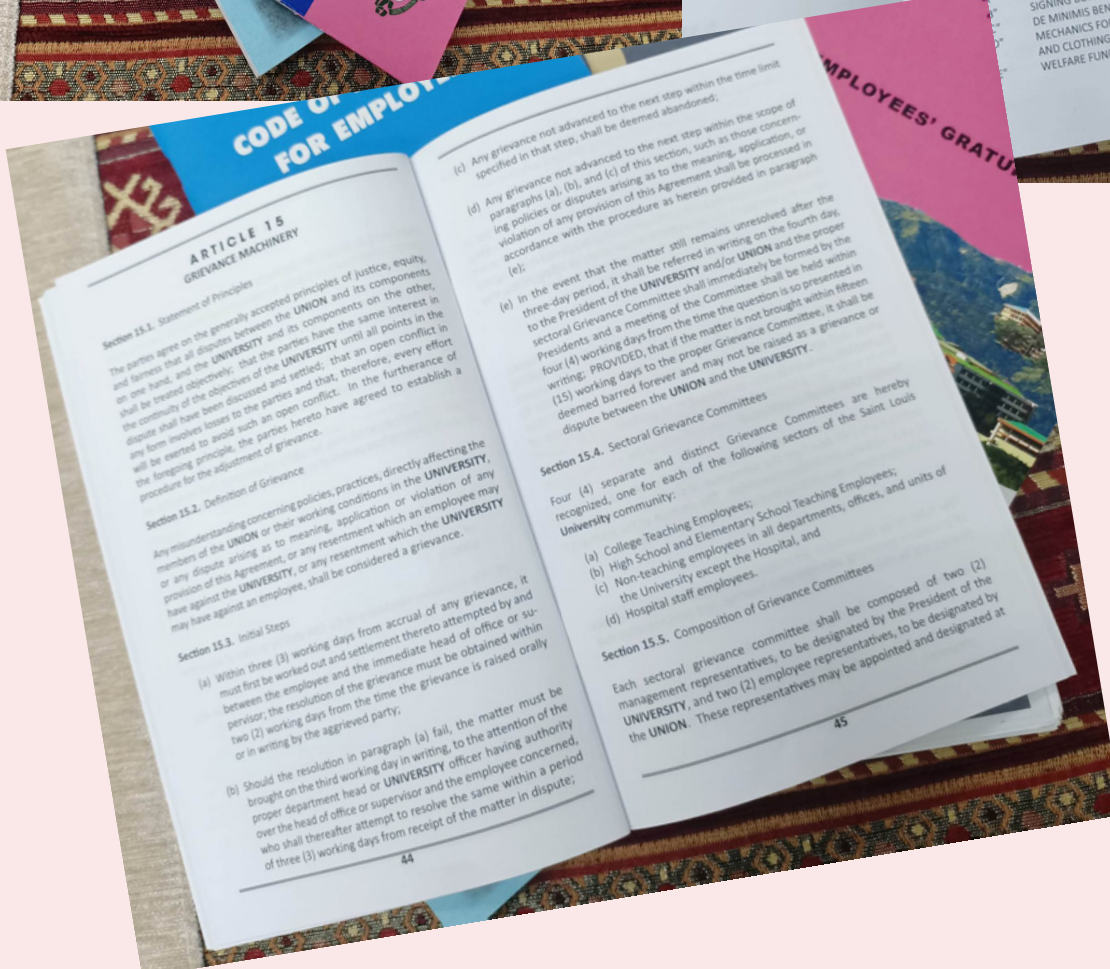 CODE OF
FOR EMPLOY
MPLOYEES' GRATU
SIGNING
DE MINIMIS BEN
MECHANICS FO
AND CLOTHING
WELFARE FUN
ARTICLE 15
GRIEVANCE MACHINERY
Section 15.1. Statement of Principles
The parties agree on the generally accepted principles of justice, equity,
and fairness that all disputes between the UNION and its components
on one hand, and the UNIVERSITY and its components on the other,
shall be treated objectively; that the parties have the same interest in
the continuity of the objectives of the UNIVERSITY until all points in the
dispute shall have been discussed and settled; that an open conflict in
any form involves losses to the parties and that, therefore, every effort
will be exerted to avoid such an open conflict. In the furtherance of
the foregoing principle, the parties hereto have agreed to establish a
procedure for the adjustment of grievance.
Section 15.2. Definition of Grievance
Any misunderstanding concerning policies, practices, directly affecting the
members of the UNION or their working conditions in the UNIVERSITY,
or any dispute arising as to meaning, application or violation of any
provision of this Agreement, or any resentment which an employee may
have against the UNIVERSITY, or any resentment which the UNIVERSITY
may have against an employee, shall be considered a grievance.
Section 15.3. Initial Steps
(a) Within three (3) working days from accrual of any grievance, it
must first be worked out and settlement thereto attempted by and
between the employee and the immediate head of office or su-
pervisor; the resolution of the grievance must be obtained within
two (2) working days from the time the grievance is raised orally
or in writing by the aggrieved party;
(b) Should the resolution in paragraph (a) fail, the matter must be
brought on the third working day in writing, to the attention of the
proper department head or UNIVERSITY officer having authority
over the head of office or supervisor and the employee concerned,
who shall thereafter attempt to resolve the same within a period
of three (3) working days from receipt of the matter in dispute;
44
(c) Any grievance not advanced to the next step within the time limit
specified in that step, shall be deemed abandoned;
(d) Any grievance not advanced to the next step within the scope of
paragraphs (a), (b), and (c) of this section, such as those concern-
ing policies or disputes arising as to the meaning, application, or
violation of any provision of this Agreement shall be processed in
accordance with the procedure as herein provided in paragraph
(e);
(e) In the event that the matter still remains unresolved after the
three-day period, it shall be referred in writing on the fourth day,
to the President of the UNIVERSITY and/or UNION and the proper
sectoral Grievance Committee shall immediately be formed by the
Presidents and a meeting of the Committee shall be held within
four (4) working days from the time the question is so presented in
writing; PROVIDED, that if the matter is not brought within fifteen
(15) working days to the proper Grievance Committee, it shall be
deemed barred forever and may not be raised as a grievance or
dispute between the UNION and the UNIVERSITY.
Section 15.4. Sectoral Grievance Committees
Four (4) separate and distinct Grievance Committees are hereby
recognized, one for each of the following sectors of the Saint Louis
University community:
(a) College Teaching Employees;
(b) High School and Elementary School Teaching Employees;
(c) Non-teaching employees in all departments, offices, and units of
the University except the Hospital, and
(d) Hospital staff employees.
Section 15.5. Composition of Grievance Committees
Each sectoral grievance committee shall be composed of two (2)
management representatives, to be designated by the President of the
UNIVERSITY, and two (2) employee representatives, to be designated by
the UNION. These representatives may be appointed and designated at
45